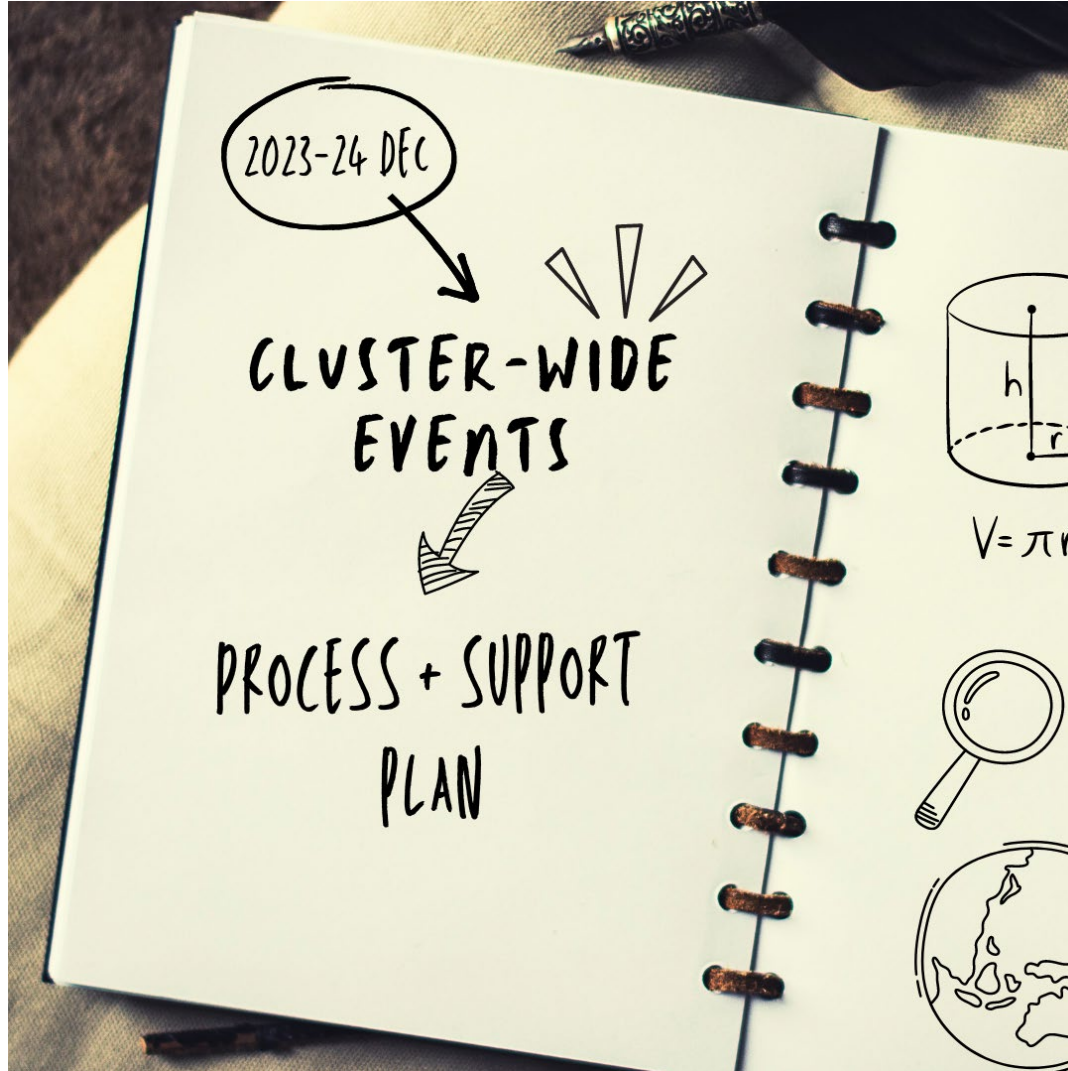 2023-24 DEC
CLUSTER-WIDE
EVENTS
PROCESS + SUPPORT
PLAN
h
r
V= π